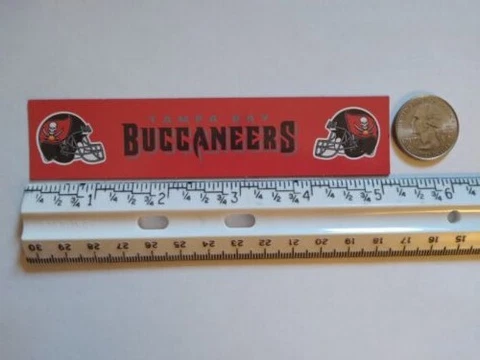 TAMPA BAY
BUCCANEERS
¼ ½ ¾ 1 ¼ ½ ¾ 2 ¼ ½ ¾ 3 ¼ ½ ¾ 4 ¼ ½ ¾ 5 ¼ ½ ¾ 6 ¼
30 29 28 27 26 25 24 23 22 21 20 19 18 17 16 15